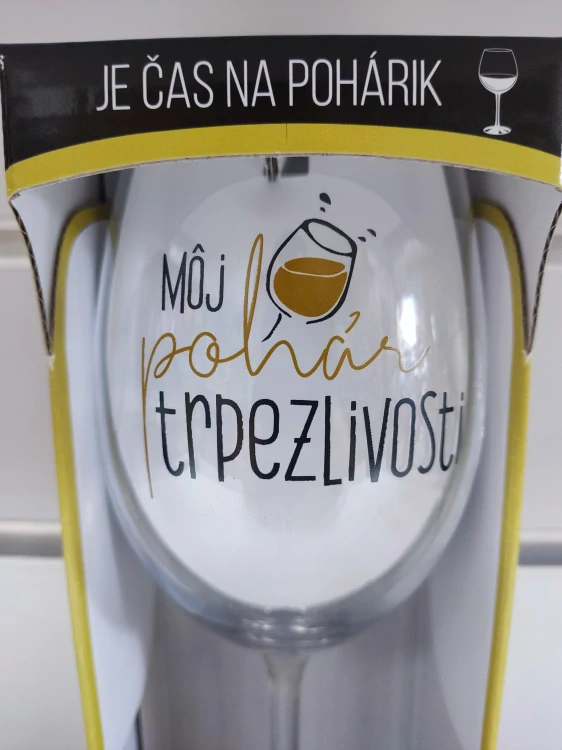 JE ČAS NA POHÁRIK
MÔJ
pohár
trpezlivosti